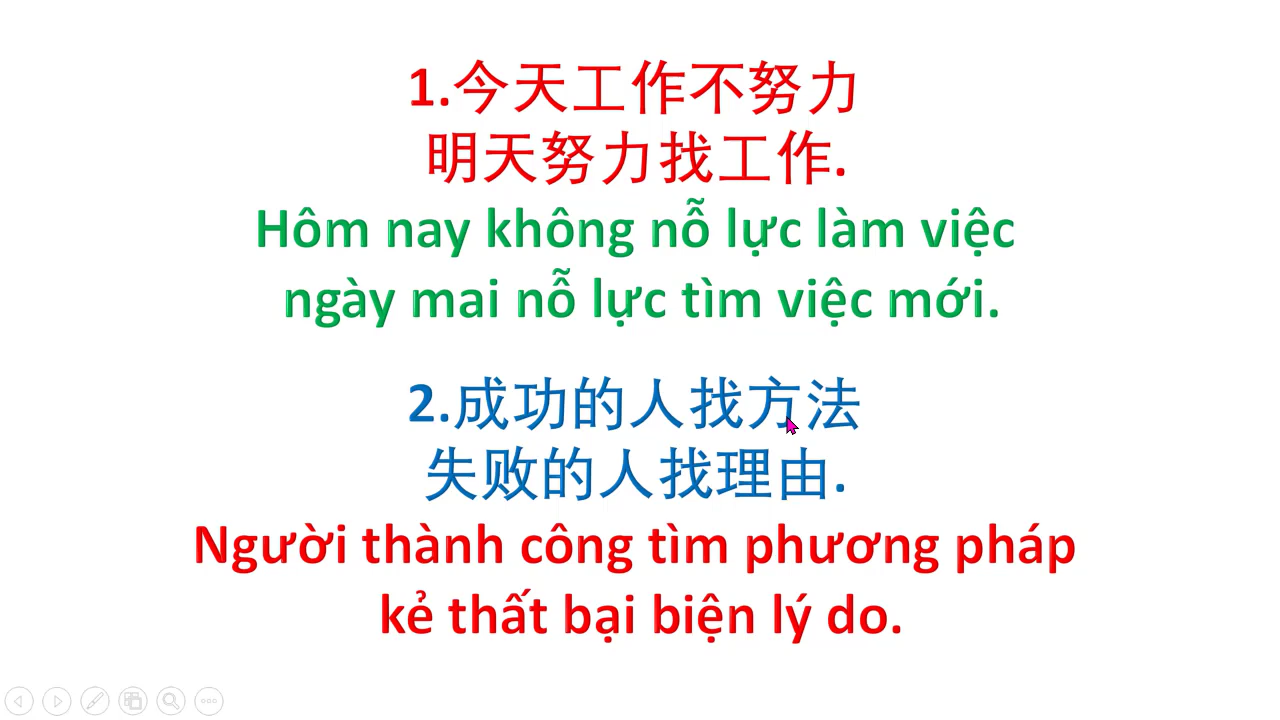 1.今天工作不努力
明天努力找工作.
Hôm nay không nỗ lực làm việc
ngày mai nỗ lực tìm việc mới.
2.成功的人找方法
失败的人找理由.
Người thành công tìm phương pháp
kẻ thất bại biện lý do.